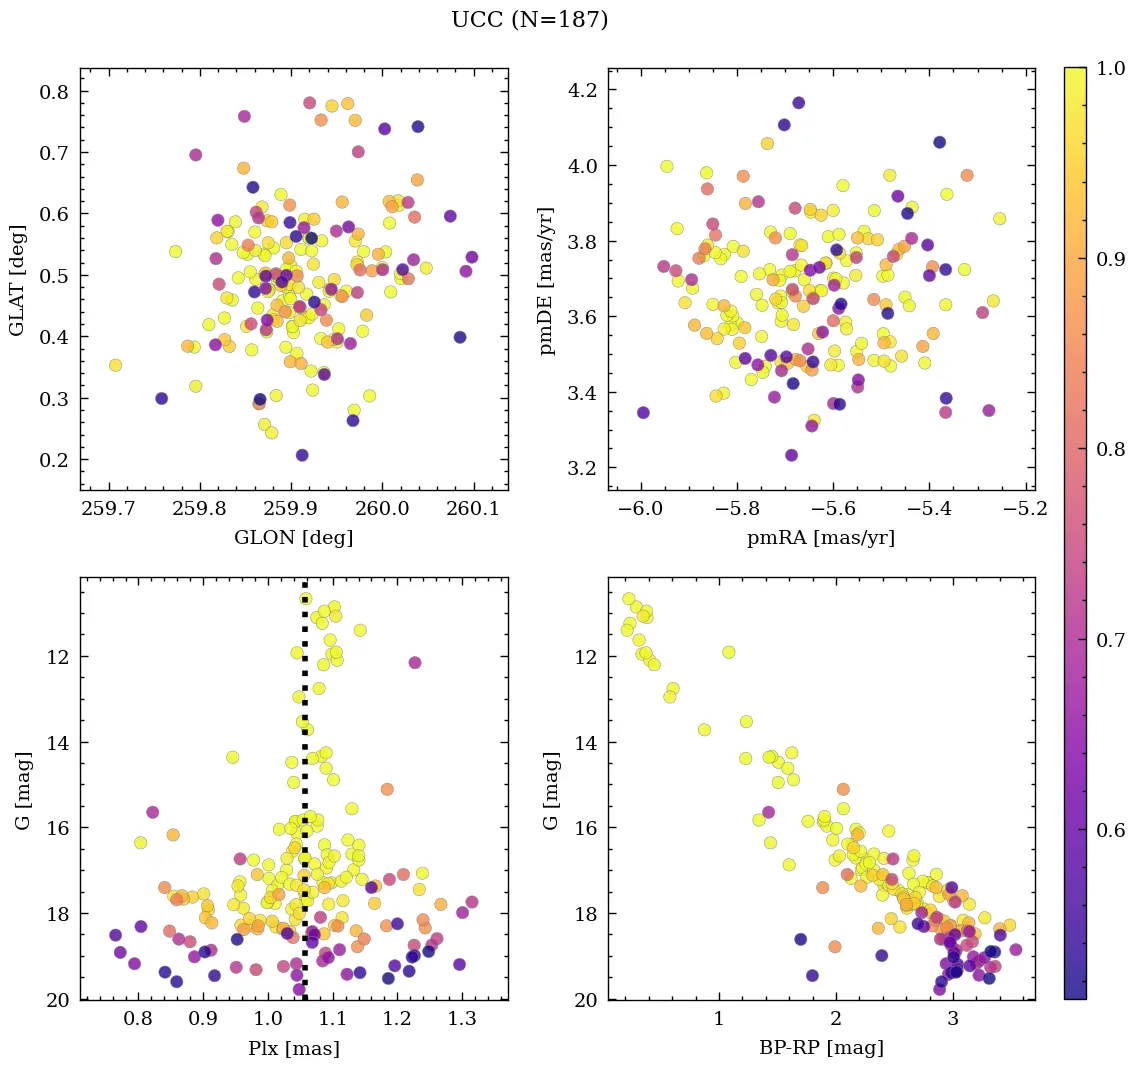 UCC (N=187)
0.8
0.7
0.6
0.5
0.4
0.3
0.2
GLAT [deg]
259.7 259.8 259.9 260.0 260.1
GLON [deg]
4.2
4.0
3.8
3.6
3.4
3.2
pmDE [mas/yr]
−6.0 −5.8 −5.6 −5.4 −5.2
pmRA [mas/yr]
12
14
16
18
20
G [mag]
0.8 0.9 1.0 1.1 1.2 1.3
Plx [mas]
12
14
16
18
20
G [mag]
1 2 3
BP-RP [mag]
1.0
0.9
0.8
0.7
0.6